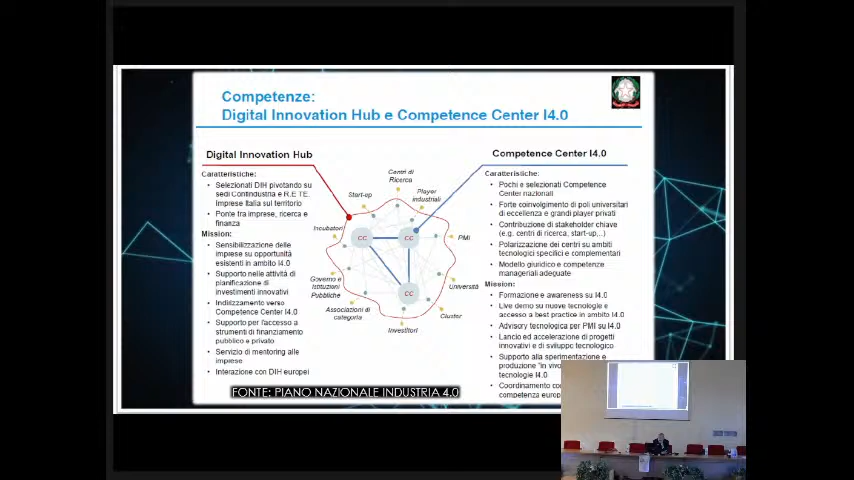 Competenze:
Digital Innovation Hub e Competence Center I4.0
Digital Innovation Hub
Caratteristiche:
• Selezionati DIH pivotando su
sedi Confindustria e R.E TE.
Imprese Italia sul territorio
• Ponte tra imprese, ricerca e
finanza
Mission:
• Sensibilizzazione delle
imprese su opportunità
esistenti in ambito I4.0
• Supporto nelle attività di
pianificazione di
investimenti innovativi
• Indirizzamento verso
Competence Center I4.0
• Supporto per l'accesso a
strumenti di finanziamento
pubblico e privato
• Servizio di mentoring alle
imprese
• Interazione con DIH europei
Centri di
Ricerca
Start-up
Player
industriali
Incubatori
CC
CC
PMI
Governo e
Istituzioni
Pubbliche
CC
Università
Associazioni di
categoria
Cluster
Investitori
Competence Center I4.0
Caratteristiche:
• Pochi e selezionati Competence
Center nazionali
• Forte coinvolgimento di poli universitari
di eccellenza e grandi player privati
• Contribuzione di stakeholder chiave
(e.g. centri di ricerca, start-up,..)
• Polarizzazione dei centri su ambiti
tecnologici specifici e complementari
• Modello giuridico e competenze
manageriali adeguate
Mission:
• Formazione e awareness su I4.0
• Live demo su nuove tecnologie e
accesso a best practice in ambito I4.0
• Advisory tecnologica per PMI su I4.0
• Lancio ed accelerazione di progetti
innovativi e di sviluppo tecnologico
• Supporto alla sperimentazione e
produzione "in vivo
tecnologie I4.0
• Coordinamento
competenza
FONTE: PIANO NAZIONALE INDUSTRIA 4.0